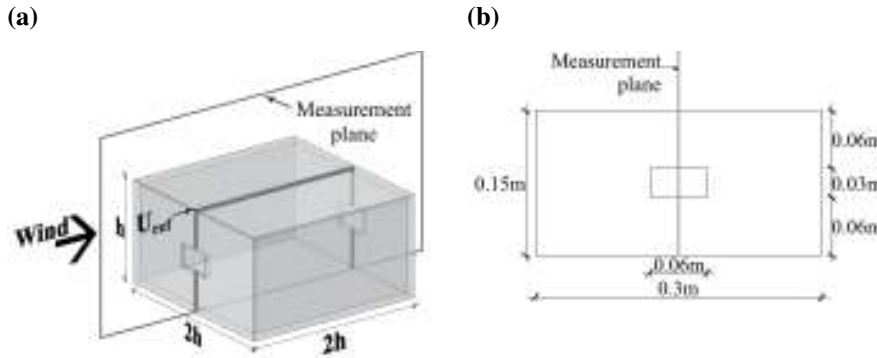 (a)
Measurement
plane
h
U_ref
Wind
2h
2h
(b)
Measurement
plane
0.06m
0.15m
0.03m
0.06m
0.06m
0.3m